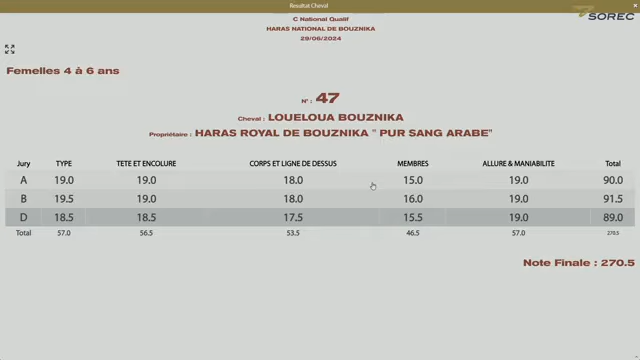 Resultat Cheval
SOREC
C National Qualif
HARAS NATIONAL DE BOUZNIKA
29/06/2024
Femelles 4 à 6 ans
N° : 47
Cheval : LOUELOUA BOUZNIKA
Propriétaire : HARAS ROYAL DE BOUZNIKA " PUR SANG ARABE"
Jury TYPE TETE ET ENCOLURE CORPS ET LIGNE DE DESSUS MEMBRES ALLURE & MANIABILITE Total
A 19.0 19.0 18.0 15.0 19.0 90.0
B 19.5 19.0 18.0 16.0 19.0 91.5
D 18.5 18.5 17.5 15.5 19.0 89.0
Total 57.0 56.5 53.5 46.5 57.0 270.5
Note Finale : 270.5